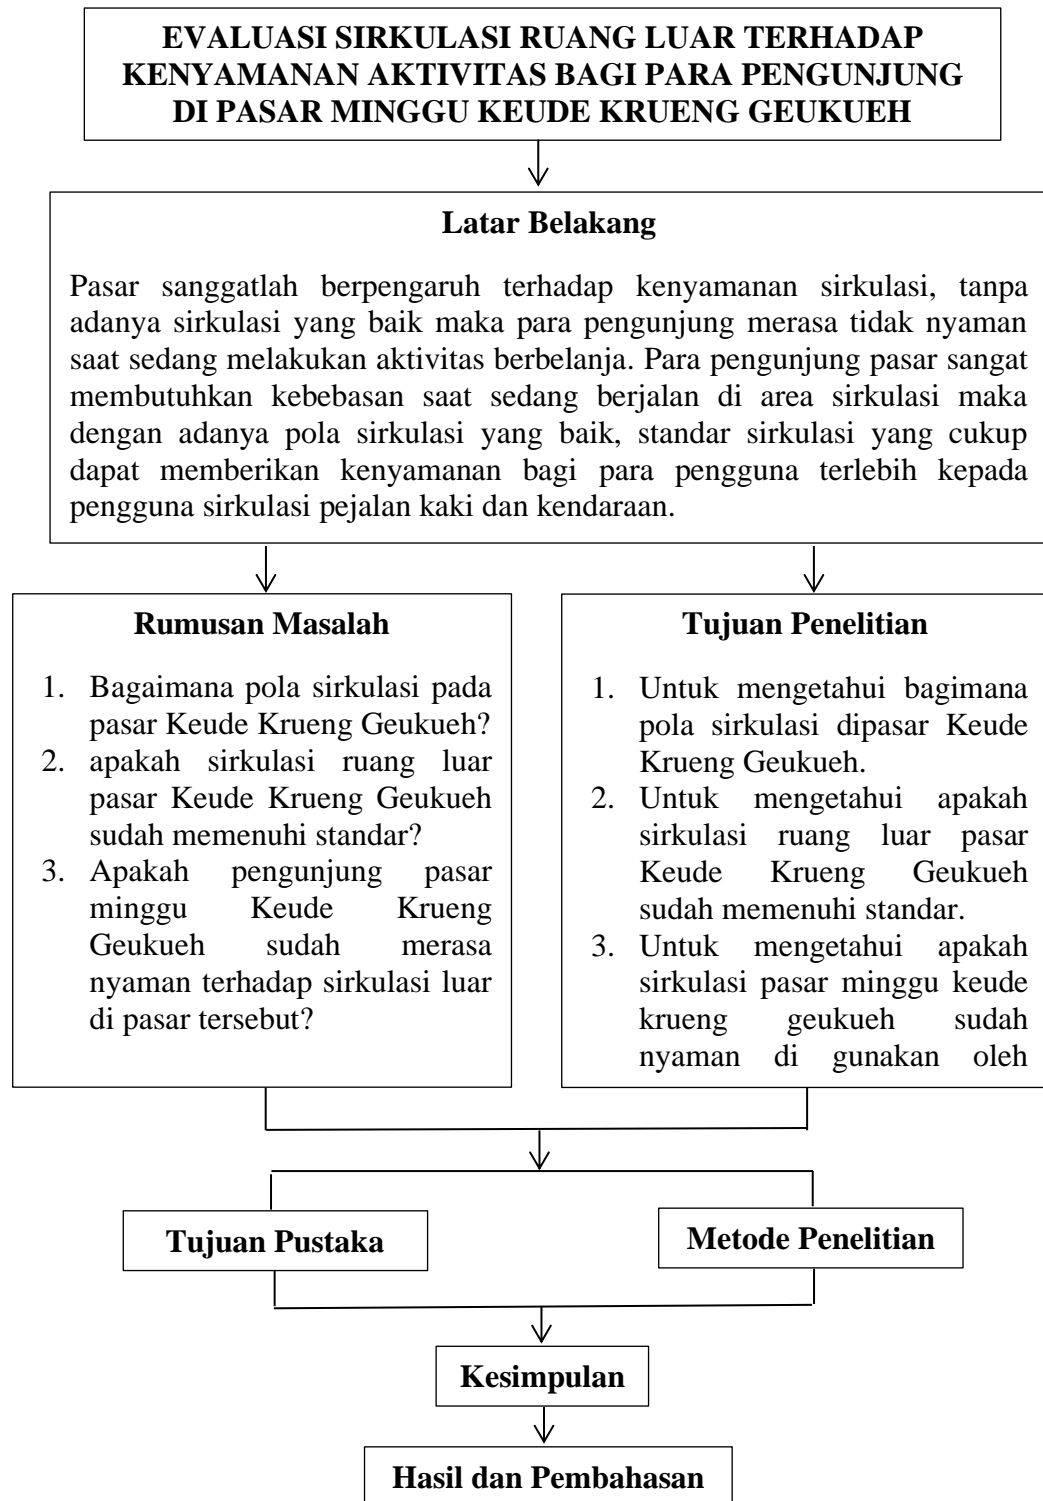 EVALUASI SIRKULASI RUANG LUAR TERHADAP
KENYAMANAN AKTIVITAS BAGI PARA PENGUNJUNG
DI PASAR MINGGU KEUDE KRUENG GEUKUEH
Latar Belakang
Pasar sanggatlah berpengaruh terhadap kenyamanan sirkulasi, tanpa
adanya sirkulasi yang baik maka para pengunjung merasa tidak nyaman
saat sedang melakukan aktivitas berbelanja. Para pengunjung pasar sangat
membutuhkan kebebasan saat sedang berjalan di area sirkulasi maka
dengan adanya pola sirkulasi yang baik, standar sirkulasi yang cukup
dapat memberikan kenyamanan bagi para pengguna terlebih kepada
pengguna sirkulasi pejalan kaki dan kendaraan.
Rumusan Masalah
1. Bagaimana pola sirkulasi pada
pasar Keude Krueng Geukueh?
2. apakah sirkulasi ruang luar
pasar Keude Krueng Geukueh
sudah memenuhi standar?
3. Apakah pengunjung pasar
minggu Keude Krueng
Geukueh sudah merasa
nyaman terhadap sirkulasi luar
di pasar tersebut?
Tujuan Penelitian
1. Untuk mengetahui bagimana
pola sirkulasi dipasar Keude
Krueng Geukueh.
2. Untuk mengetahui apakah
sirkulasi ruang luar pasar
Keude Krueng Geukueh
sudah memenuhi standar.
3. Untuk mengetahui apakah
sirkulasi pasar minggu keude
krueng geukueh sudah
nyaman di gunakan oleh
Tujuan Pustaka
Metode Penelitian
Kesimpulan
Hasil dan Pembahasan